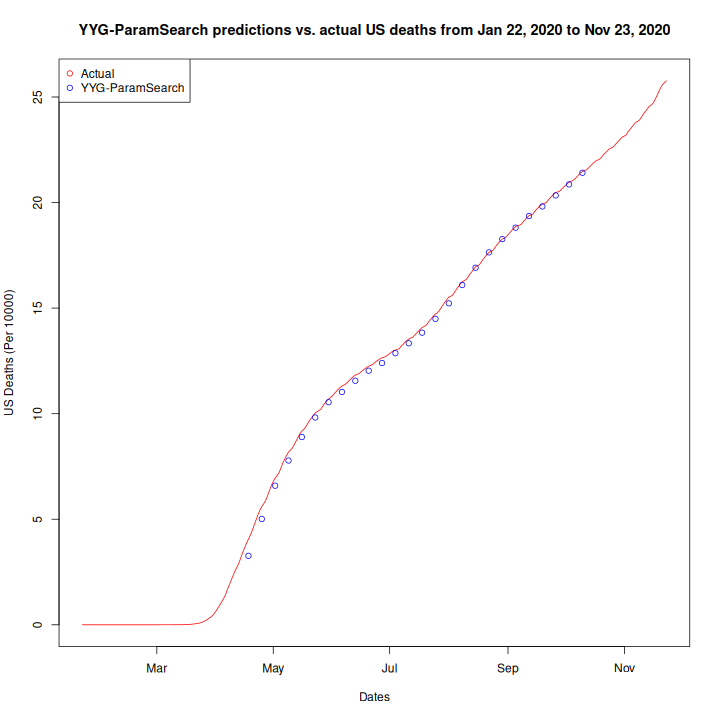 YYG-ParamSearch predictions vs. actual US deaths from Jan 22, 2020 to Nov 23, 2020
Actual
YYG-ParamSearch
US Deaths (Per 10000)
25
20
15
10
5
0
Mar May Jul Sep Nov
Dates